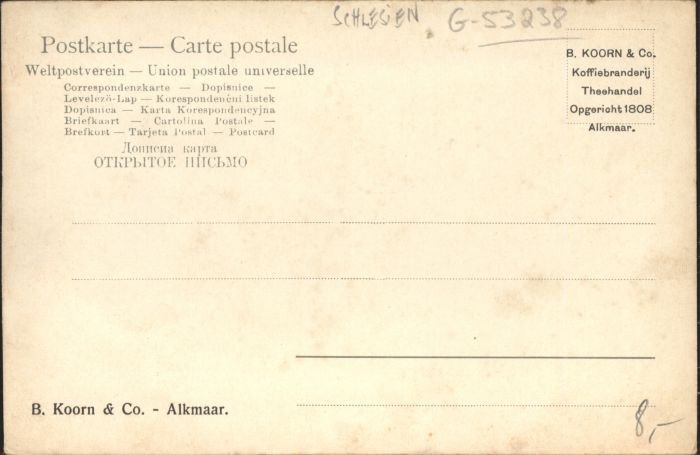 SCHLESIEN G-53238
Postkarte — Carte postale
Weltpostverein — Union postale universelle
Correspondenzkarte — Dopisnice —
Levelező-Lap — Korespondenční listek
Dopisnica — Karta Korespondencyjna
Briefkaart — Cartolina Postale —
Brefkort — Tarjeta Postal — Postcard
Дописна карта
ОТКРЫТОЕ ПИСЬМО
B. KOORN & Co.
Koffiebranderij
Theehandel
Opgericht 1808
Alkmaar.
B. Koorn & Co. - Alkmaar.
8,-